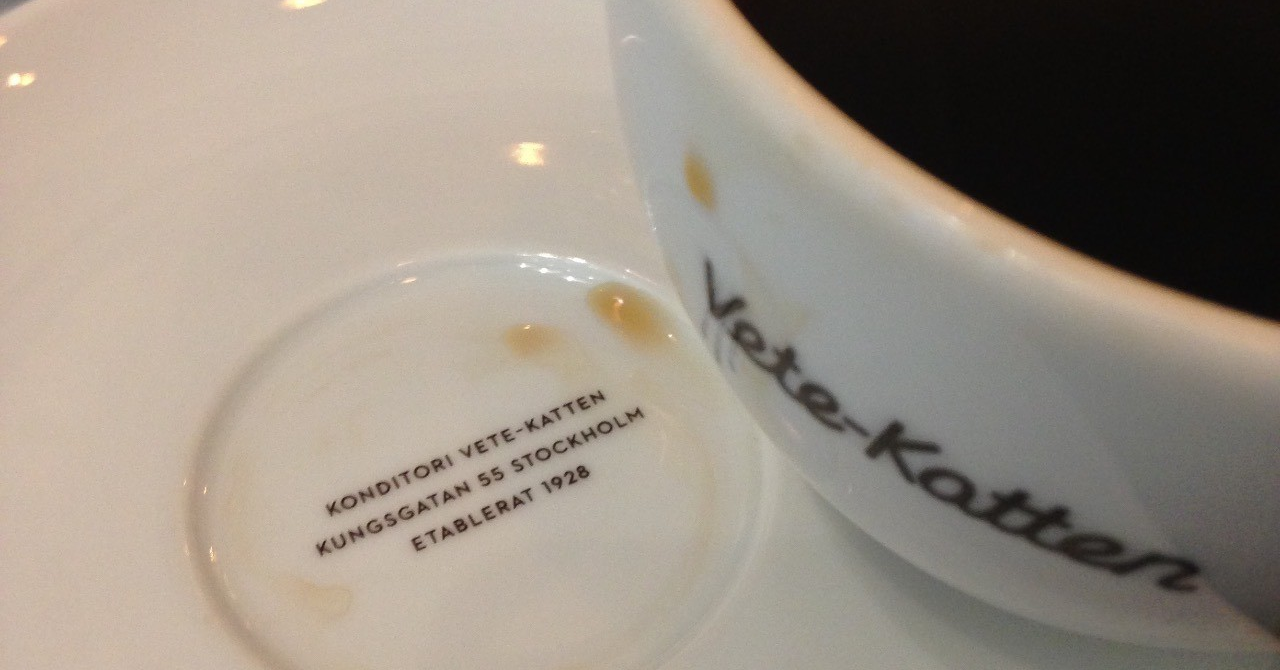 KONDITORI VETE-KATTEN
KUNGSGATAN 55 STOCKHOLM
ETABLERAT 1928
Vete-Katten